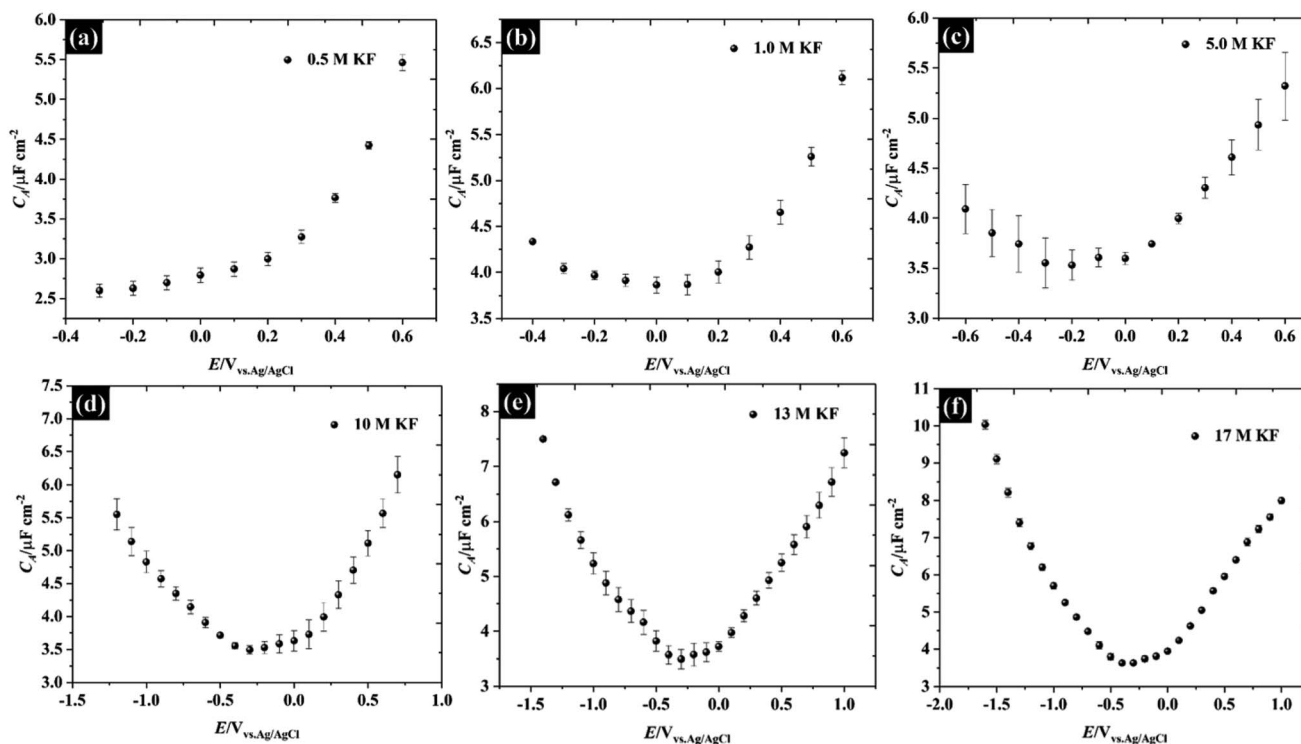 (a)
0.5 M KF
6.0
5.5
5.0
4.5
4.0
3.5
3.0
2.5
C_A/μF cm⁻²
-0.4 -0.2 0.0 0.2 0.4 0.6
E/V vs.Ag/AgCl
(b)
1.0 M KF
6.5
6.0
5.5
5.0
4.5
4.0
3.5
C_A/μF cm⁻²
-0.4 -0.2 0.0 0.2 0.4 0.6
E/V vs.Ag/AgCl
(c)
5.0 M KF
6.0
5.5
5.0
4.5
4.0
3.5
3.0
C_A/μF cm⁻²
-0.6 -0.4 -0.2 0.0 0.2 0.4 0.6
E/V vs.Ag/AgCl
(d)
10 M KF
7.5
7.0
6.5
6.0
5.5
5.0
4.5
4.0
3.5
3.0
C_A/μF cm⁻²
-1.5 -1.0 -0.5 0.0 0.5 1.0
E/V vs.Ag/AgCl
(e)
13 M KF
8
7
6
5
4
3
C_A/μF cm⁻²
-1.5 -1.0 -0.5 0.0 0.5 1.0
E/V vs.Ag/AgCl
(f)
17 M KF
11
10
9
8
7
6
5
4
3
C_A/μF cm⁻²
-2.0 -1.5 -1.0 -0.5 0.0 0.5 1.0
E/V vs.Ag/AgCl